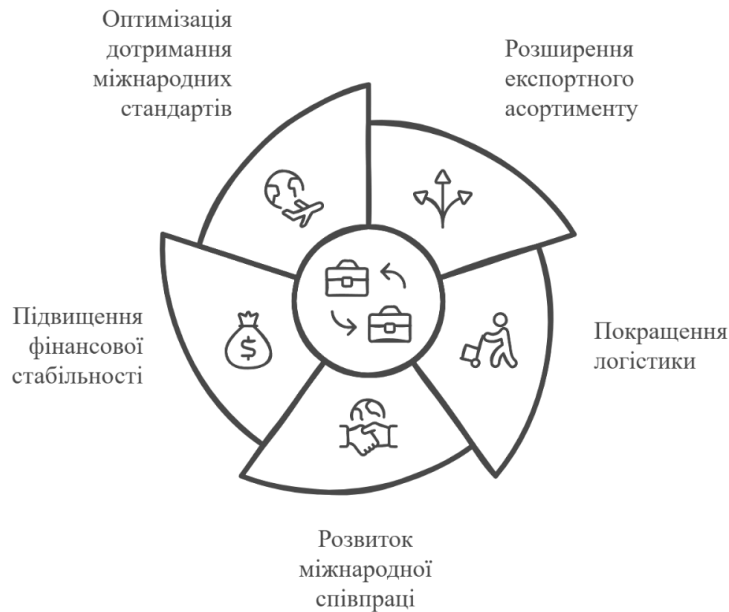 Оптимізація
дотримання
міжнародних
стандартів
Розширення
експортного
асортименту
Підвищення
фінансової
стабільності
$
Покращення
логістики
Розвиток
міжнародної
співпраці